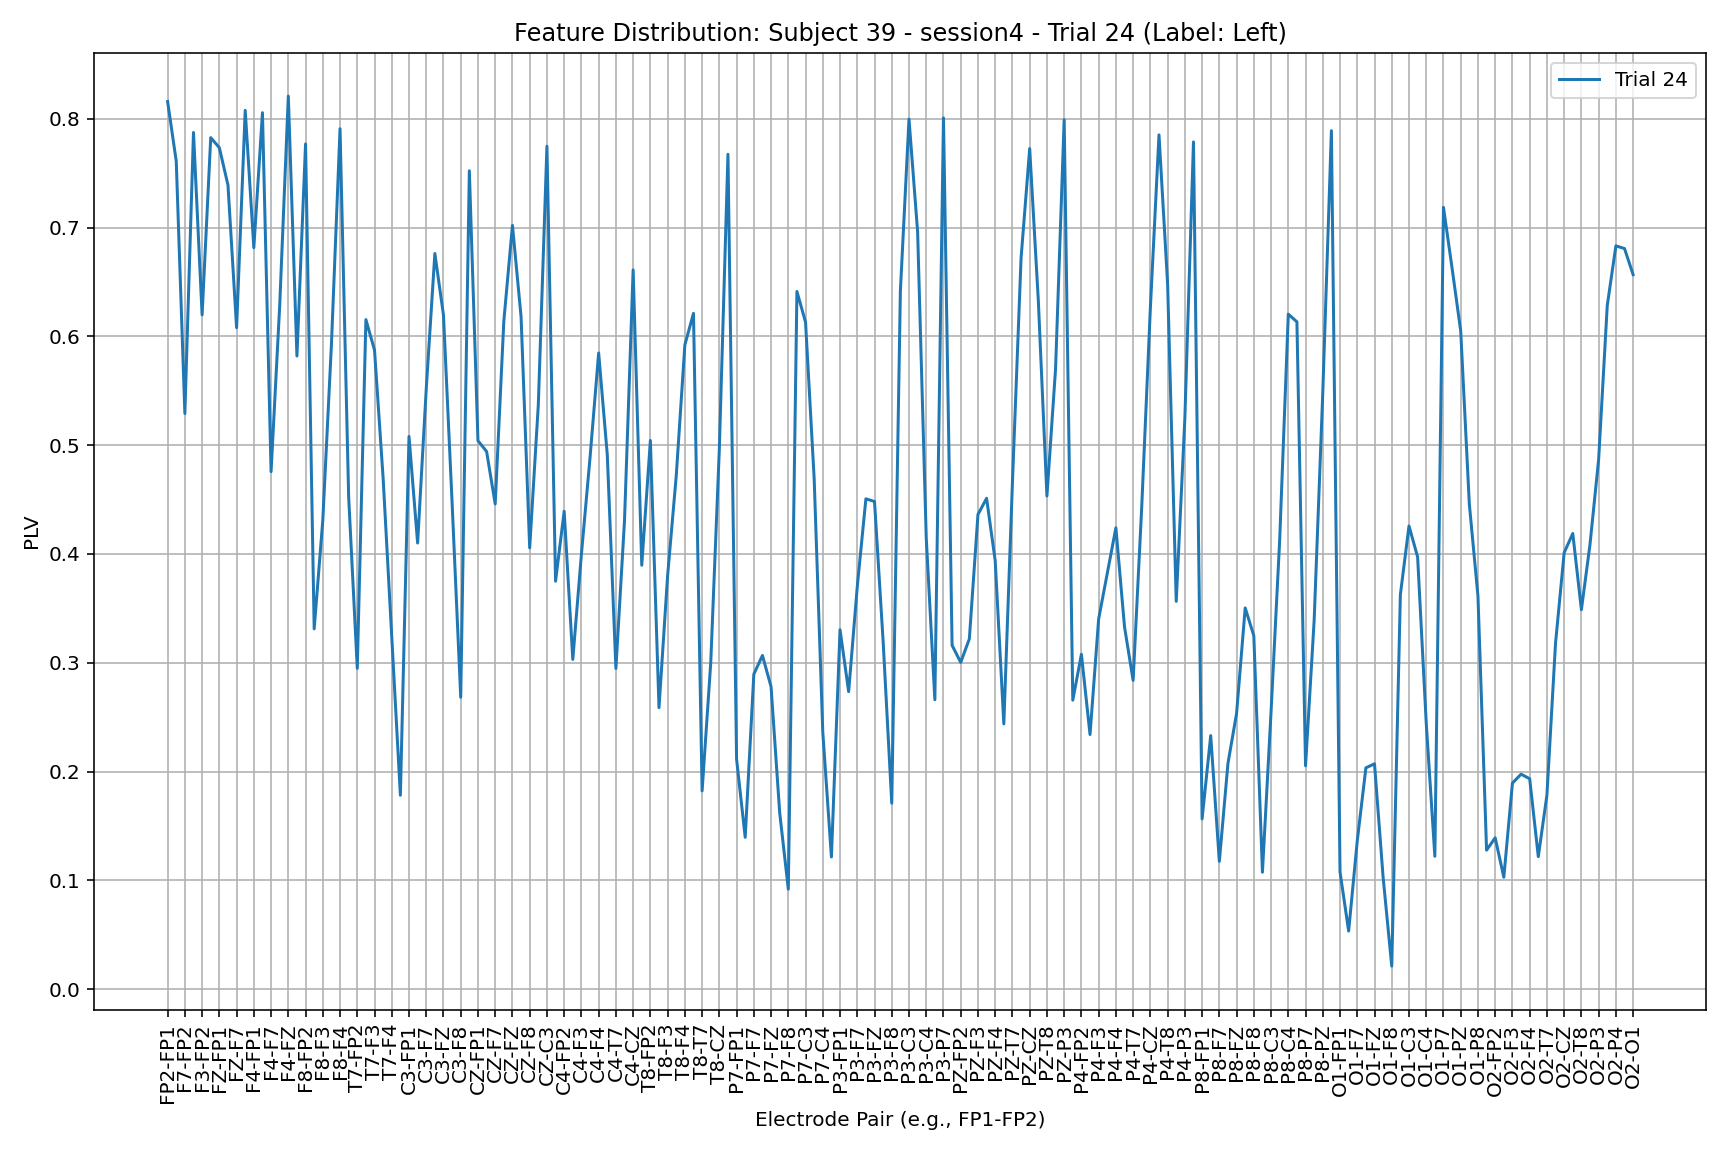 Feature Distribution: Subject 39 - session4 - Trial 24 (Label: Left)
Trial 24
PLV
0.8
0.7
0.6
0.5
0.4
0.3
0.2
0.1
0.0
FP2-FP1
F7-FP2
F3-FP2
FZ-FP1
FZ-F7
F4-FP1
F4-F7
F4-FZ
F8-FP2
F8-F3
F8-F4
T7-FP2
T7-F3
T7-F4
C3-FP1
C3-F7
C3-FZ
C3-F8
CZ-FP1
CZ-F7
CZ-FZ
CZ-F8
CZ-C3
C4-FP2
C4-F3
C4-F4
C4-T7
C4-CZ
T8-FP2
T8-F3
T8-F4
T8-T7
T8-CZ
P7-FP1
P7-F7
P7-FZ
P7-F8
P7-C3
P7-C4
P3-FP1
P3-F7
P3-FZ
P3-F8
P3-C3
P3-C4
P3-P7
PZ-FP2
PZ-F3
PZ-F4
PZ-T7
PZ-CZ
PZ-T8
PZ-P3
P4-FP2
P4-F3
P4-F4
P4-T7
P4-CZ
P4-T8
P4-P3
P8-FP1
P8-F7
P8-FZ
P8-F8
P8-C3
P8-C4
P8-P7
P8-PZ
O1-FP1
O1-F7
O1-FZ
O1-F8
O1-C3
O1-C4
O1-P7
O1-PZ
O1-P8
O2-FP2
O2-F3
O2-F4
O2-T7
O2-CZ
O2-T8
O2-P3
O2-P4
O2-O1
Electrode Pair (e.g., FP1-FP2)